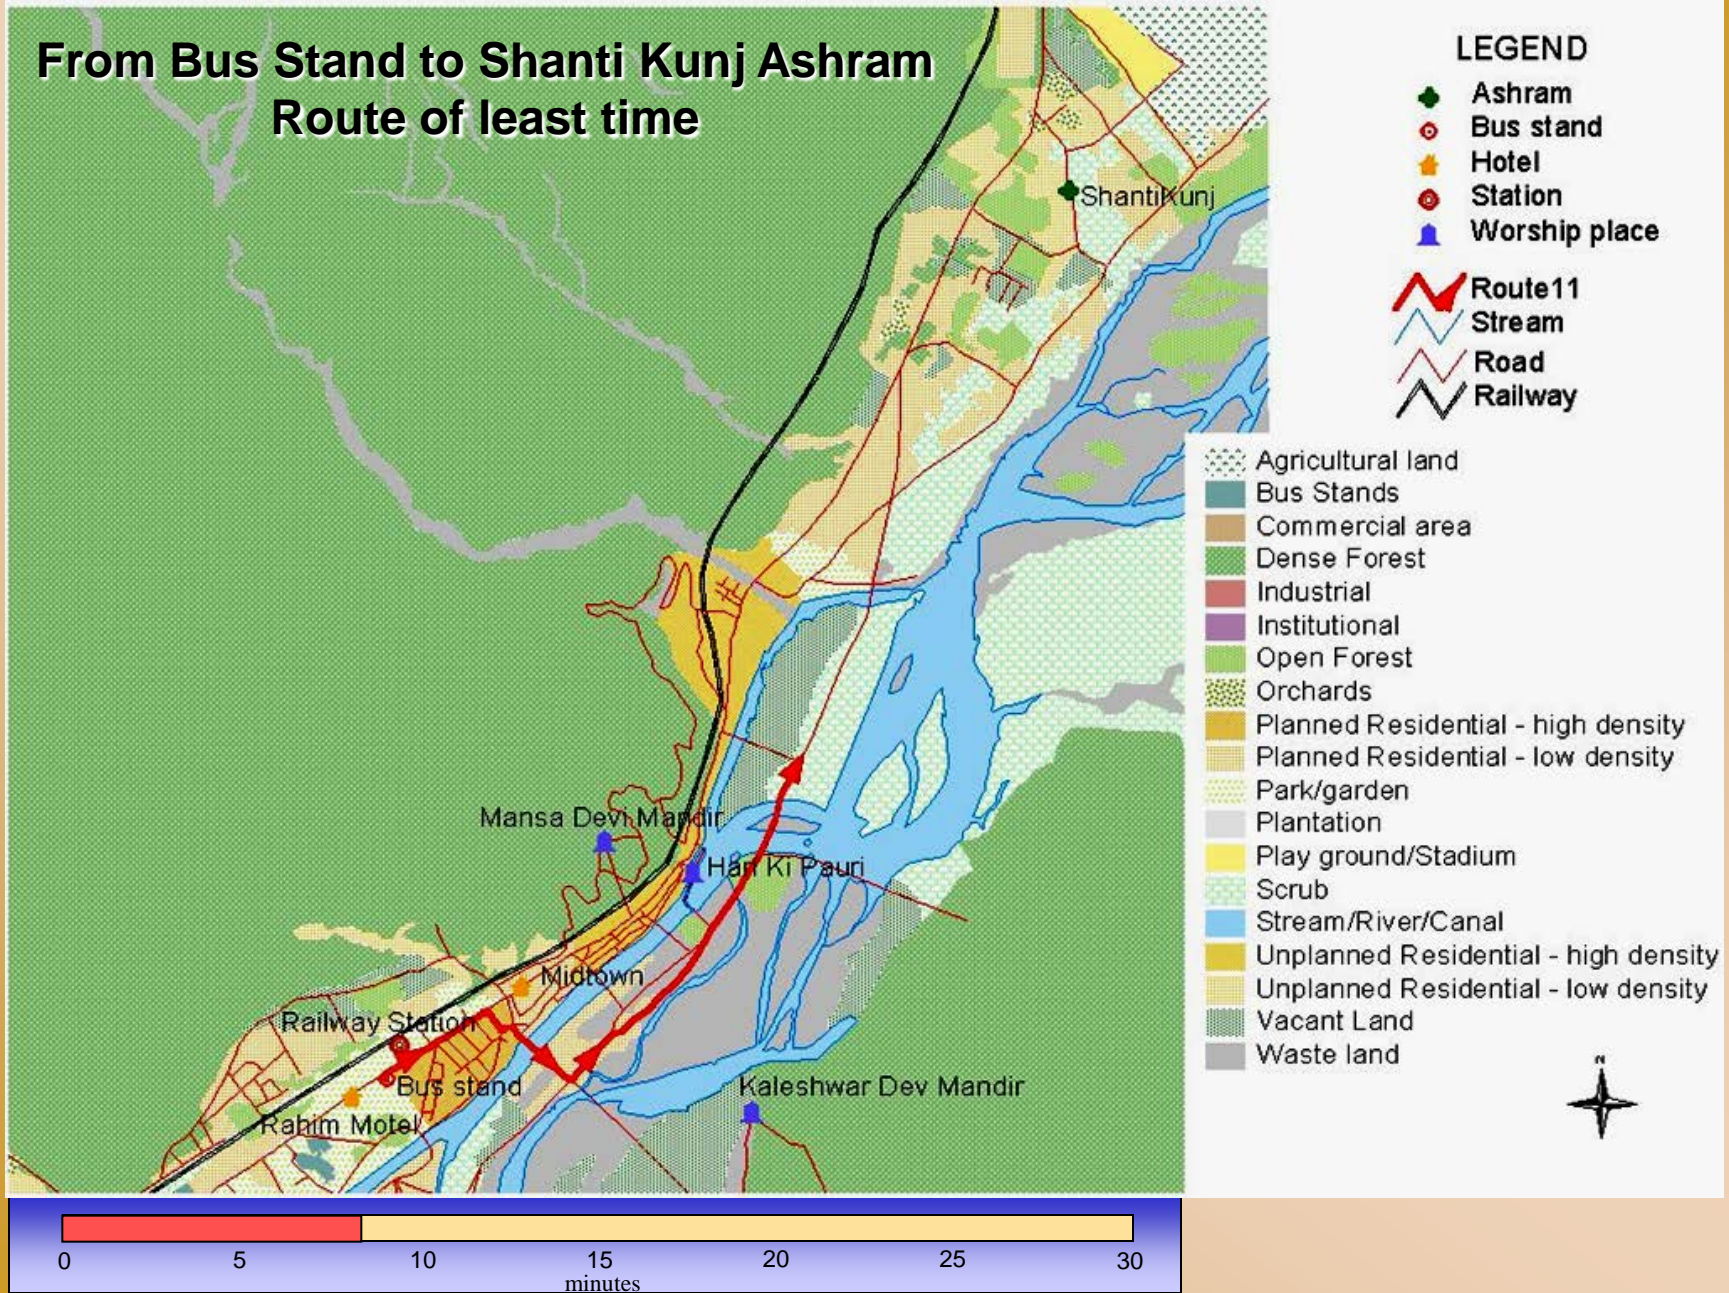 From Bus Stand to Shanti Kunj Ashram
Route of least time
ShantiKunj
Mansa Devi Mandir
Hari Ki Pauri
Midtown
Railway Station
Bus stand
Rahim Motel
Kaleshwar Dev Mandir
LEGEND
Ashram
Bus stand
Hotel
Station
Worship place
Route11
Stream
Road
Railway
Agricultural land
Bus Stands
Commercial area
Dense Forest
Industrial
Institutional
Open Forest
Orchards
Planned Residential - high density
Planned Residential - low density
Park/garden
Plantation
Play ground/Stadium
Scrub
Stream/River/Canal
Unplanned Residential - high density
Unplanned Residential - low density
Vacant Land
Waste land
N
0 5 10 15 20 25 30
minutes